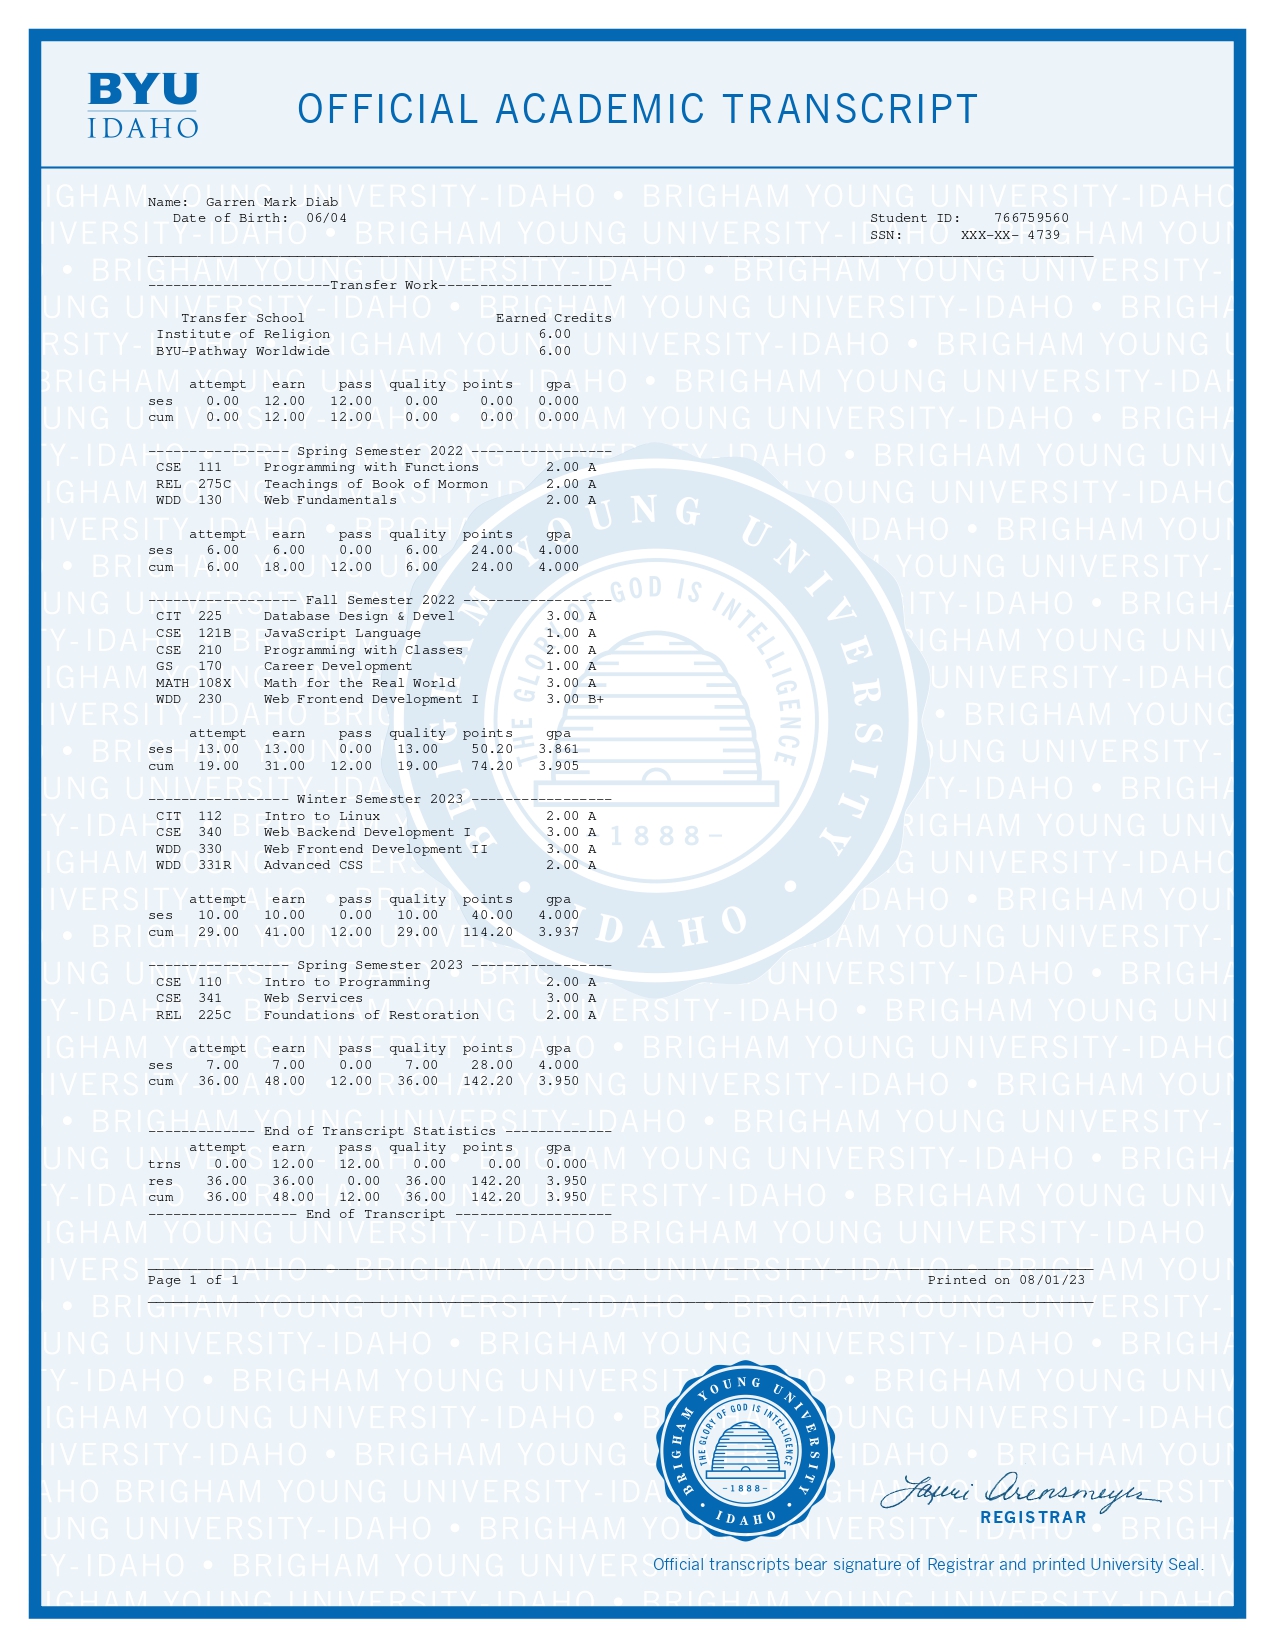 BYU
IDAHO
OFFICIAL ACADEMIC TRANSCRIPT
Name: Garren Mark Diab
Date of Birth: 06/04
Student ID: 766759560
SSN: XXX-XX- 4739
----------------------Transfer Work---------------------
Transfer School Earned Credits
Institute of Religion 6.00
BYU-Pathway Worldwide 6.00
attempt earn pass quality points gpa
ses 0.00 12.00 12.00 0.00 0.00 0.000
cum 0.00 12.00 12.00 0.00 0.00 0.000
----------------- Spring Semester 2022 -----------------
CSE 111 Programming with Functions 2.00 A
REL 275C Teachings of Book of Mormon 2.00 A
WDD 130 Web Fundamentals 2.00 A
attempt earn pass quality points gpa
ses 6.00 6.00 0.00 6.00 24.00 4.000
cum 6.00 18.00 12.00 6.00 24.00 4.000
------------------ Fall Semester 2022 ------------------
CIT 225 Database Design & Devel 3.00 A
CSE 121B JavaScript Language 1.00 A
CSE 210 Programming with Classes 2.00 A
GS 170 Career Development 1.00 A
MATH 108X Math for the Real World 3.00 A
WDD 230 Web Frontend Development I 3.00 B+
attempt earn pass quality points gpa
ses 13.00 13.00 0.00 13.00 50.20 3.861
cum 19.00 31.00 12.00 19.00 74.20 3.905
----------------- Winter Semester 2023 -----------------
CIT 112 Intro to Linux 2.00 A
CSE 340 Web Backend Development I 3.00 A
WDD 330 Web Frontend Development II 3.00 A
WDD 331R Advanced CSS 2.00 A
attempt earn pass quality points gpa
ses 10.00 10.00 0.00 10.00 40.00 4.000
cum 29.00 41.00 12.00 29.00 114.20 3.937
----------------- Spring Semester 2023 -----------------
CSE 110 Intro to Programming 2.00 A
CSE 341 Web Services 3.00 A
REL 225C Foundations of Restoration 2.00 A
attempt earn pass quality points gpa
ses 7.00 7.00 0.00 7.00 28.00 4.000
cum 36.00 48.00 12.00 36.00 142.20 3.950
------------- End of Transcript Statistics -------------
attempt earn pass quality points gpa
trns 0.00 12.00 12.00 0.00 0.00 0.000
res 36.00 36.00 0.00 36.00 142.20 3.950
cum 36.00 48.00 12.00 36.00 142.20 3.950
------------------ End of Transcript -------------------
Page 1 of 1 Printed on 08/01/23
BRIGHAM YOUNG UNIVERSITY • IDAHO •
THE GLORY OF GOD IS INTELLIGENCE
-1888-
REGISTRAR
Official transcripts bear signature of Registrar and printed University Seal.